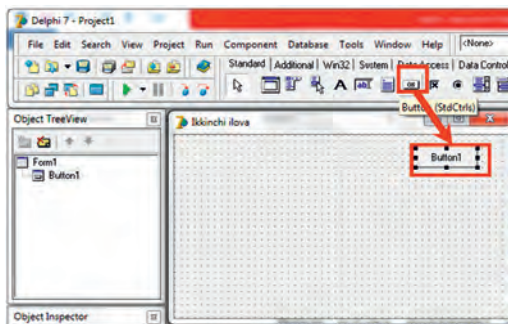 Delphi 7 - Project1
File Edit Search View Project Run Component Database Tools Window Help <None>
Standard Additional Win32 System Data Access Data Control
Button (StdCtrls)
Object TreeView
Ikkinchi ilova
Form1
Button1
Button1
Object Inspector